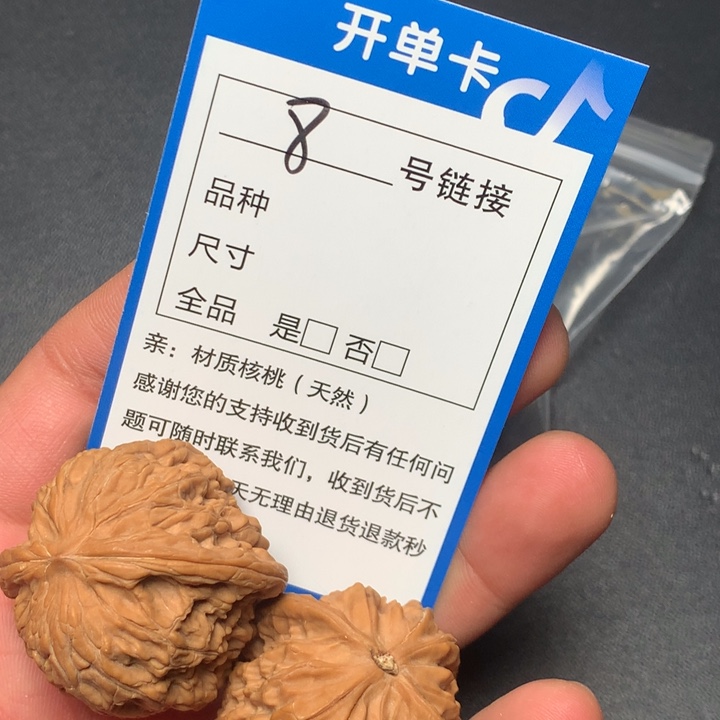 开单卡
8 号链接
品种
尺寸
全品 是□ 否□
亲：材质核桃（天然）
感谢您的支持收到货后有任何问
题可随时联系我们，收到货后不
天无理由退货退款秒